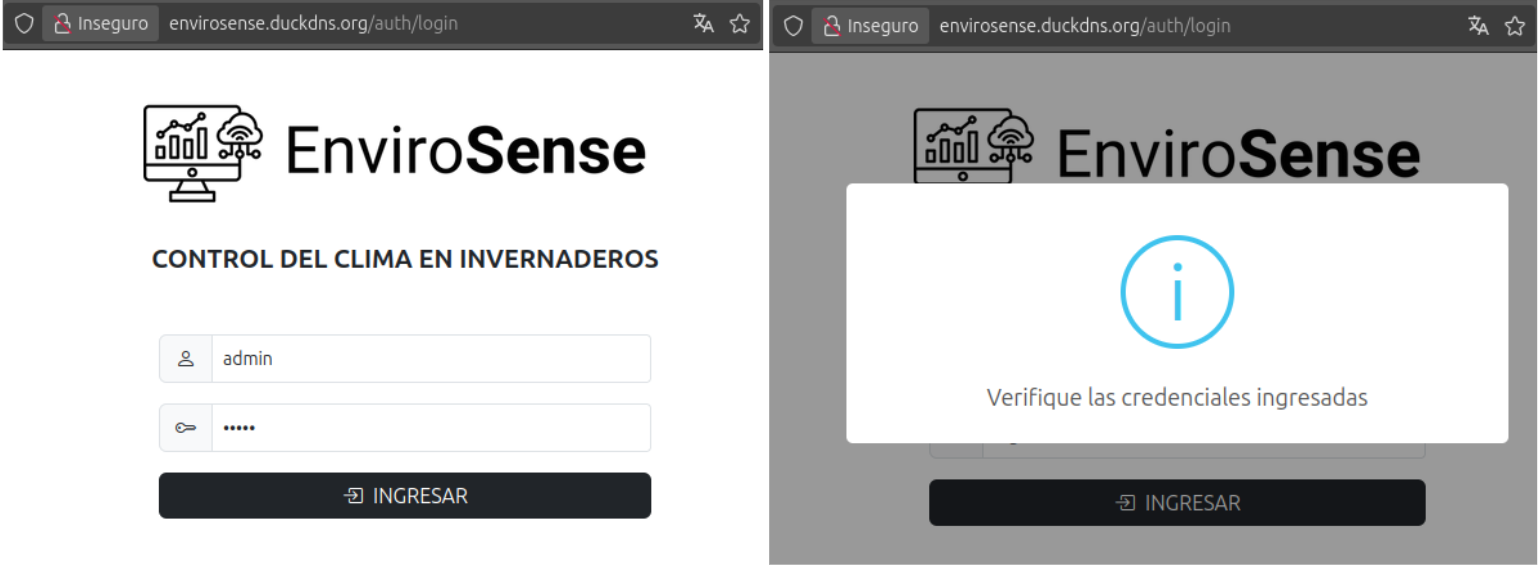 Inseguro envirosense.duckdns.org/auth/login
EnviroSense
CONTROL DEL CLIMA EN INVERNADEROS
admin
•••••
INGRESAR
Inseguro envirosense.duckdns.org/auth/login
EnviroSense
Verifique las credenciales ingresadas
INGRESAR